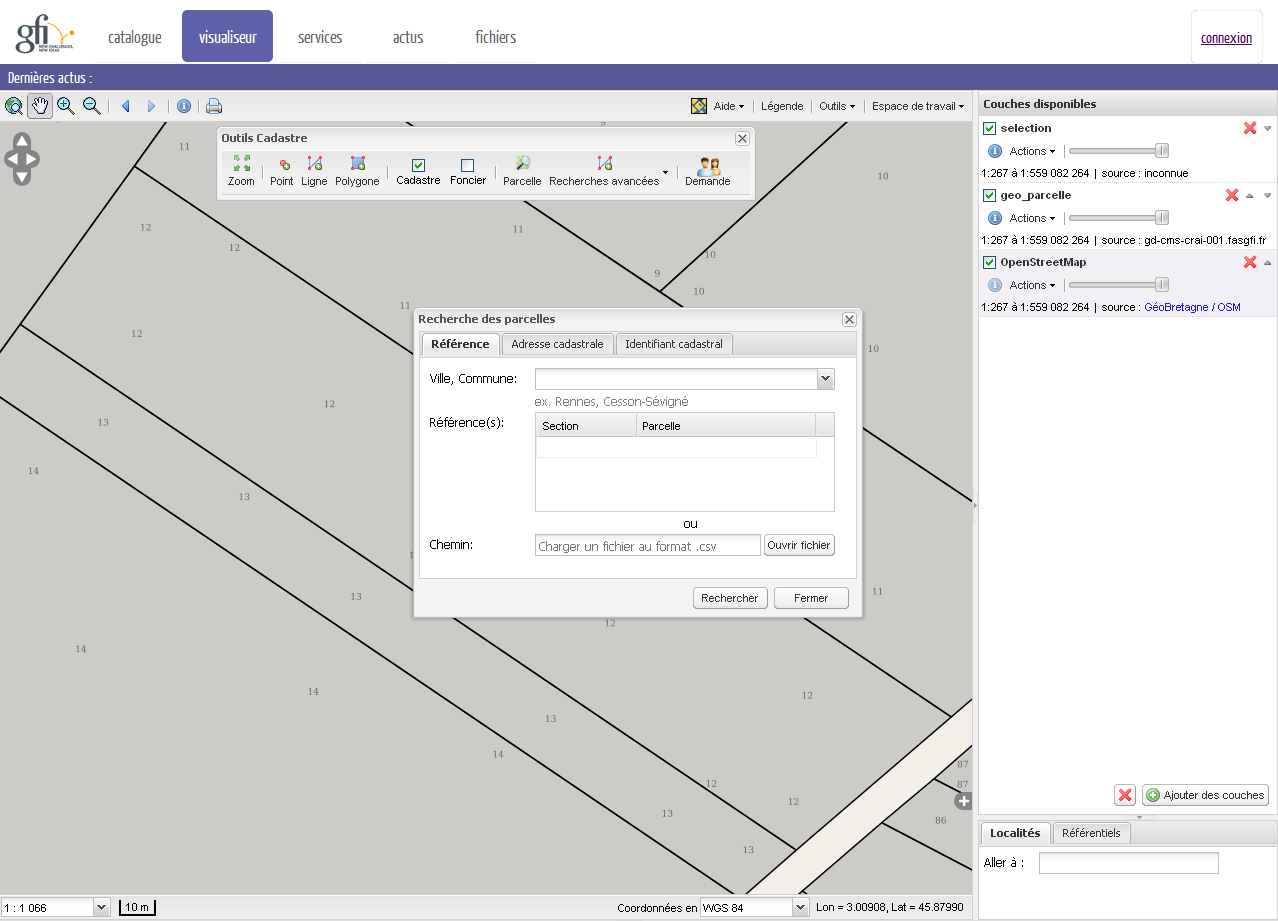 gfi
NEW CHALLENGES, NEW IDEAS
catalogue visualiseur services actus fichiers connexion
Dernières actus :
Aide Légende Outils Espace de travail
Outils Cadastre
Zoom Point Ligne Polygone Cadastre Foncier Parcelle Recherches avancées Demande
Recherche des parcelles
Référence Adresse cadastrale Identifiant cadastral
Ville, Commune:
ex. Rennes, Cesson-Sévigné
Référence(s):
Section Parcelle
ou
Chemin: Charger un fichier au format .csv Ouvrir fichier
Rechercher Fermer
9
11
10
12
12
11
10
9
10
11
12
10
12
13
14
13
1
13
11
12
14
14
12
13
14
87
12
87
12
13
86
13
Couches disponibles
selection
Actions
1:267 à 1:559 082 264 | source : inconnue
geo_parcelle
Actions
1:267 à 1:559 082 264 | source : gd-cms-crai-001.fasgfi.fr
OpenStreetMap
Actions
1:267 à 1:559 082 264 | source : GéoBretagne / OSM
Ajouter des couches
Localités Référentiels
Aller à :
1 : 1 066 10 m Coordonnées en WGS 84 Lon = 3.00908, Lat = 45.87990